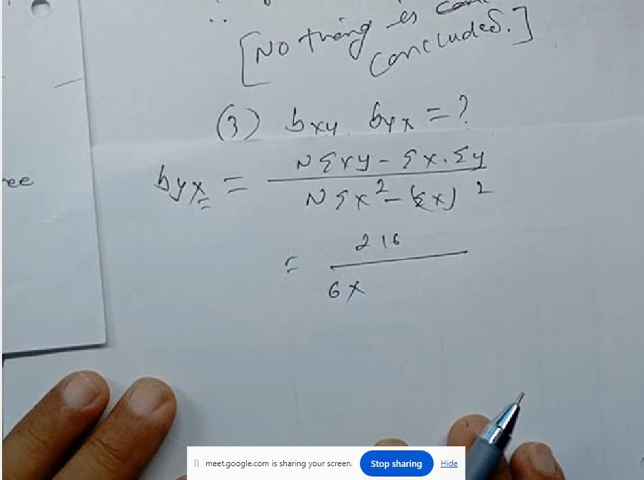 [No thing is con
concluded.]
(3) bxy, byx = ?
ree
byx = NΣxy - Σx.Σy
NΣx² - (Σx)²
= 216
6x
meet.google.com is sharing your screen. Stop sharing Hide